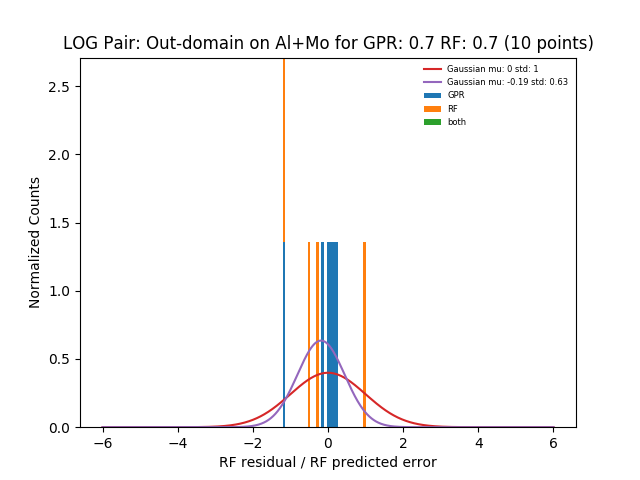 LOG Pair: Out-domain on Al+Mo for GPR: 0.7 RF: 0.7 (10 points)
Gaussian mu: 0 std: 1
Gaussian mu: -0.19 std: 0.63
GPR
RF
both
Normalized Counts
2.5
2.0
1.5
1.0
0.5
0.0
−6 −4 −2 0 2 4 6
RF residual / RF predicted error